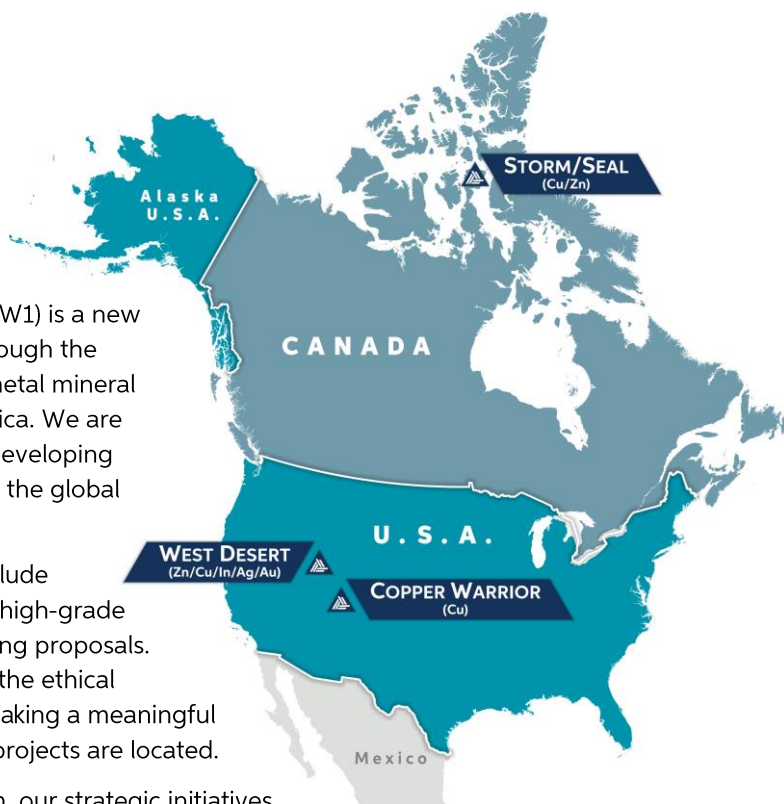 STORM/SEAL
(Cu/Zn)
Alaska
U.S.A.
W1) is a new
ough the
CANADA
netal mineral
ica. We are
eveloping
the global
U.S.A.
WEST DESERT
(Zn/Cu/In/Ag/Au)
lude
COPPER WARRIOR
(Cu)
high-grade
ng proposals.
the ethical
aking a meaningful
projects are located.
Mexico
n, our strategic initiatives